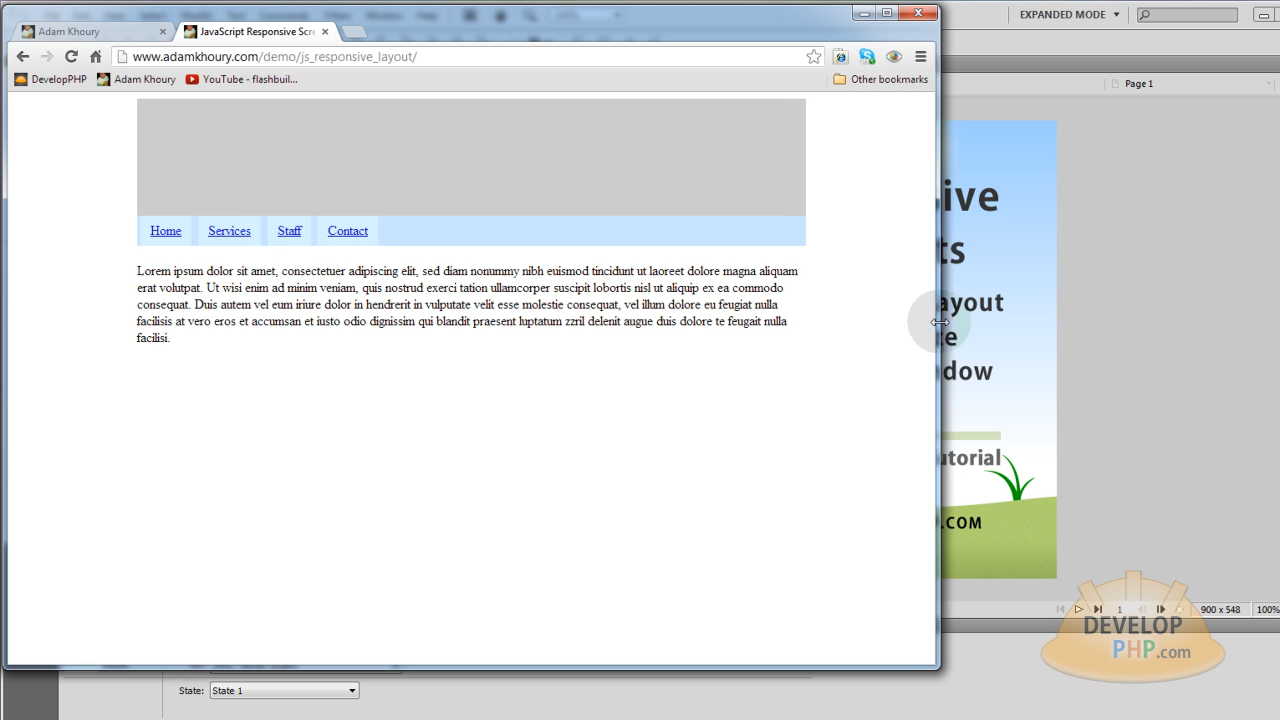 Adam Khoury
JavaScript Responsive Scre
EXPANDED MODE
www.adamkhoury.com/demo/js_responsive_layout/
DevelopPHP
Adam Khoury
YouTube - flashbuil...
Other bookmarks
Page 1
Home
Services
Staff
Contact
Lorem ipsum dolor sit amet, consectetuer adipiscing elit, sed diam nonummy nibh euismod tincidunt ut laoreet dolore magna aliquam
erat volutpat. Ut wisi enim ad minim veniam, quis nostrud exerci tation ullamcorper suscipit lobortis nisl ut aliquip ex ea commodo
consequat. Duis autem vel eum iriure dolor in hendrerit in vulputate velit esse molestie consequat, vel illum dolore eu feugiat nulla
facilisis at vero eros et accumsan et iusto odio dignissim qui blandit praesent luptatum zzril delenit augue duis dolore te feugait nulla
facilisi.
ive
ts
ayout
te
dow
utorial
.COM
1
900 x 548
100%
DEVELOP
PHP.com
State:
State 1